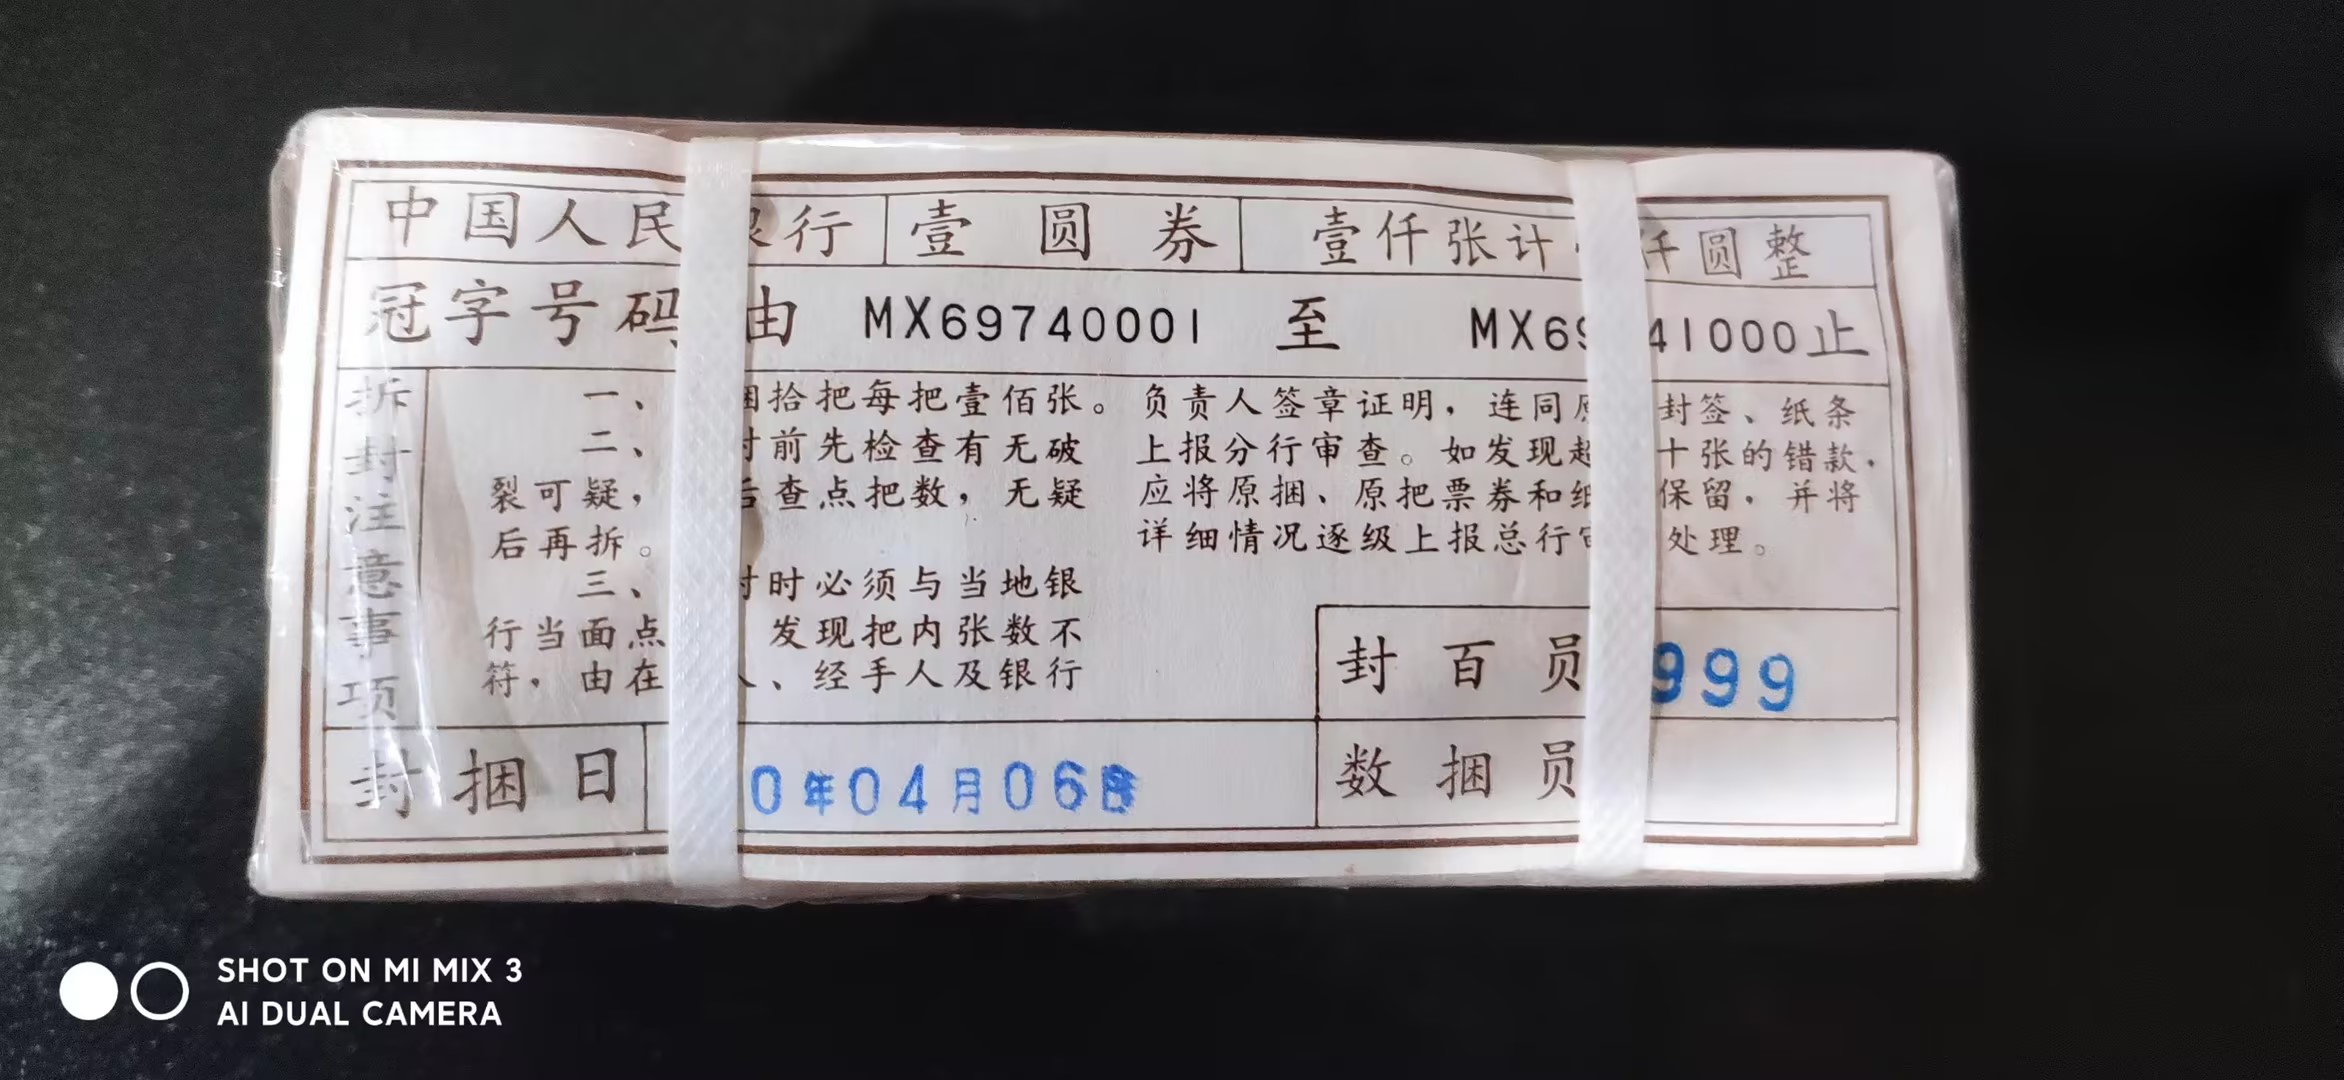 中国人民银行 壹圆券 壹仟张计 仟圆整
冠字号码 由 MX69740001 至 MX69 41000止
拆封注意事项
一、 捆拾把每把壹佰张。
二、 封前先检查有无破
裂可疑, 后查点把数,无疑
后再拆。
三、 封时必须与当地银
行当面点 发现把内张数不
符,由在 人、经手人及银行
负责人签章证明,连同原 封签、纸条
上报分行审查。如发现超 十张的错款,
应将原捆、原把票券和纸 保留,并将
详细情况逐级上报总行 处理。
封百员 999
封捆日 0年04月06日
数捆员
SHOT ON MI MIX 3
AI DUAL CAMERA